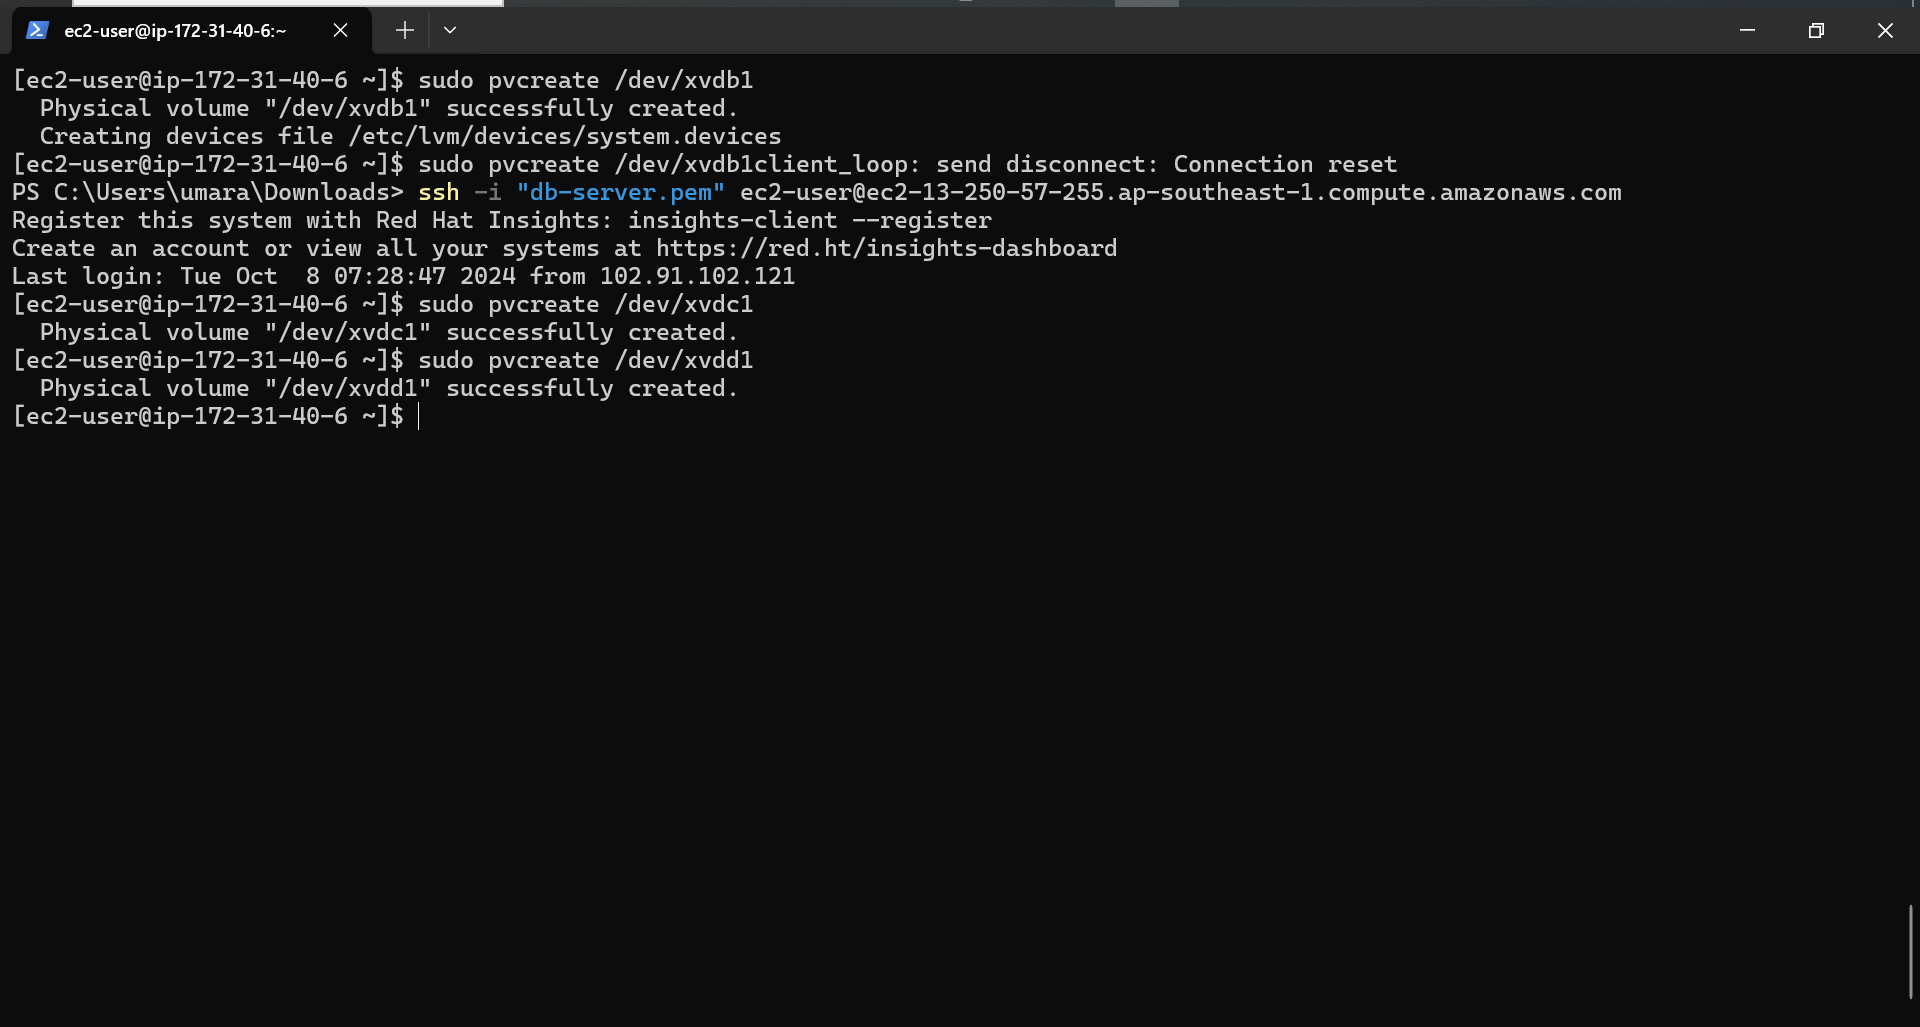 ec2-user@ip-172-31-40-6:~
[ec2-user@ip-172-31-40-6 ~]$ sudo pvcreate /dev/xvdb1
  Physical volume "/dev/xvdb1" successfully created.
  Creating devices file /etc/lvm/devices/system.devices
[ec2-user@ip-172-31-40-6 ~]$ sudo pvcreate /dev/xvdb1client_loop: send disconnect: Connection reset
PS C:\Users\umara\Downloads> ssh -i "db-server.pem" ec2-user@ec2-13-250-57-255.ap-southeast-1.compute.amazonaws.com
Register this system with Red Hat Insights: insights-client --register
Create an account or view all your systems at https://red.ht/insights-dashboard
Last login: Tue Oct  8 07:28:47 2024 from 102.91.102.121
[ec2-user@ip-172-31-40-6 ~]$ sudo pvcreate /dev/xvdc1
  Physical volume "/dev/xvdc1" successfully created.
[ec2-user@ip-172-31-40-6 ~]$ sudo pvcreate /dev/xvdd1
  Physical volume "/dev/xvdd1" successfully created.
[ec2-user@ip-172-31-40-6 ~]$